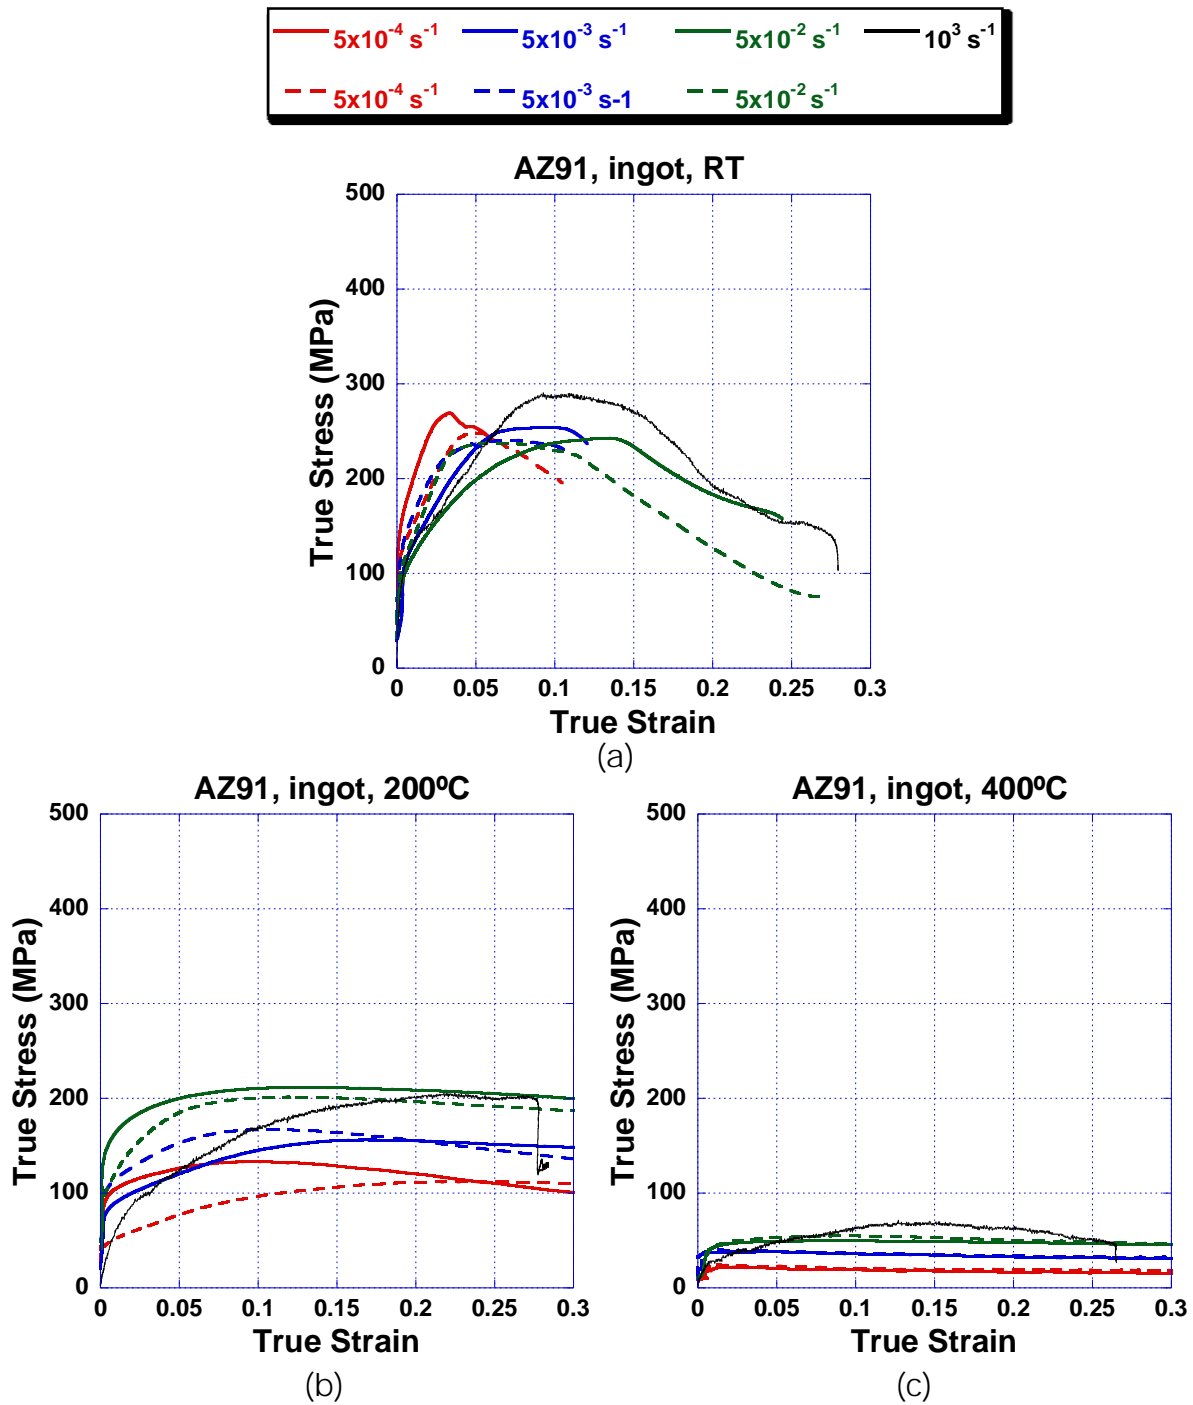 5x10⁻⁴ s⁻¹ 5x10⁻³ s⁻¹ 5x10⁻² s⁻¹ 10³ s⁻¹
5x10⁻⁴ s⁻¹ 5x10⁻³ s-1 5x10⁻² s⁻¹
AZ91, ingot, RT
500
400
300
200
100
0
True Stress (MPa)
0 0.05 0.1 0.15 0.2 0.25 0.3
True Strain
(a)
AZ91, ingot, 200ºC
500
400
300
200
100
0
True Stress (MPa)
0 0.05 0.1 0.15 0.2 0.25 0.3
True Strain
(b)
AZ91, ingot, 400ºC
500
400
300
200
100
0
True Stress (MPa)
0 0.05 0.1 0.15 0.2 0.25 0.3
True Strain
(c)